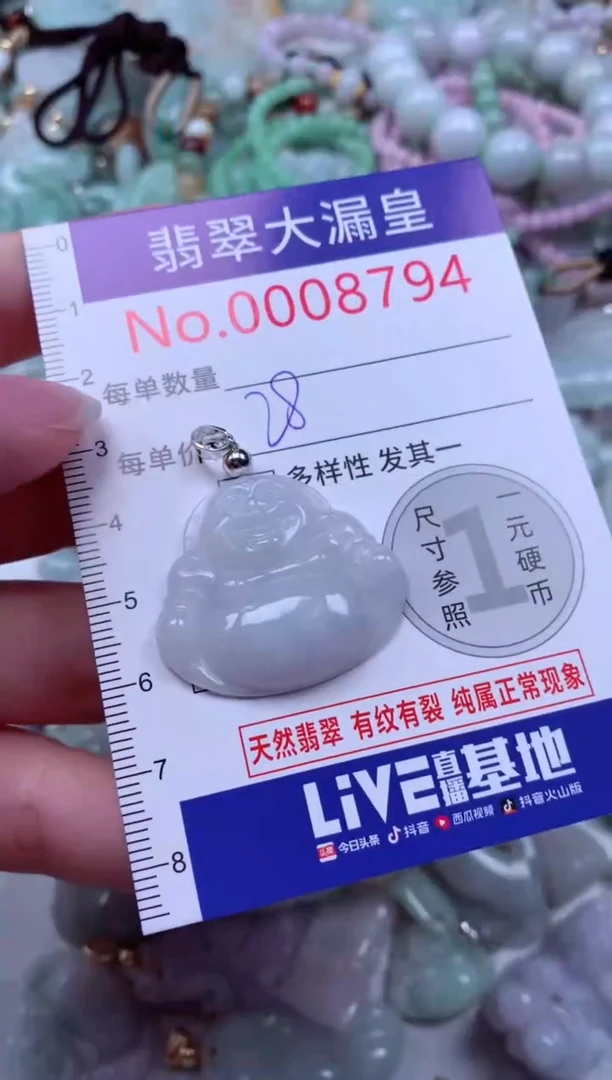 翡翠大漏皇
No.0008794
0
1
2
3
4
5
6
7
8
每单数量
28
每单价
多样性 发其一
尺寸参照
1
一元硬币
天然翡翠 有纹有裂 纯属正常现象
LiVE直播基地
头条 今日头条 抖音 西瓜视频 抖音火山版